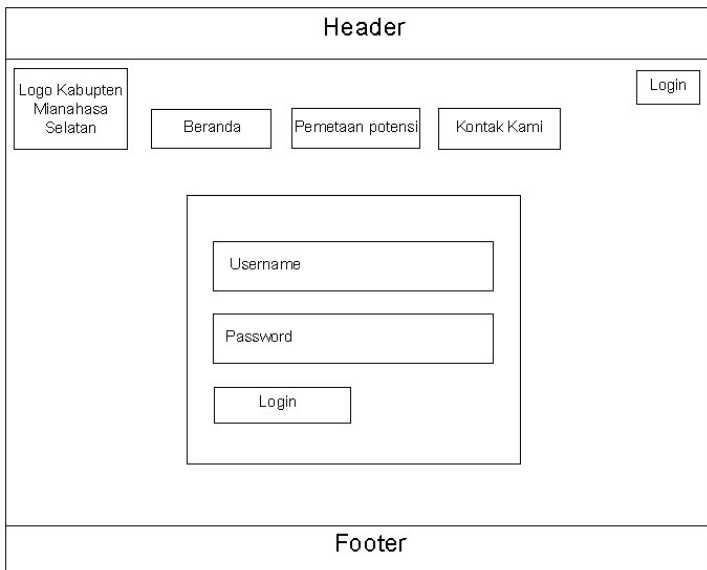 Header
Logo Kabupten
Mianahasa
Selatan
Login
Beranda
Pemetaan potensi
Kontak Kami
Username
Password
Login
Footer